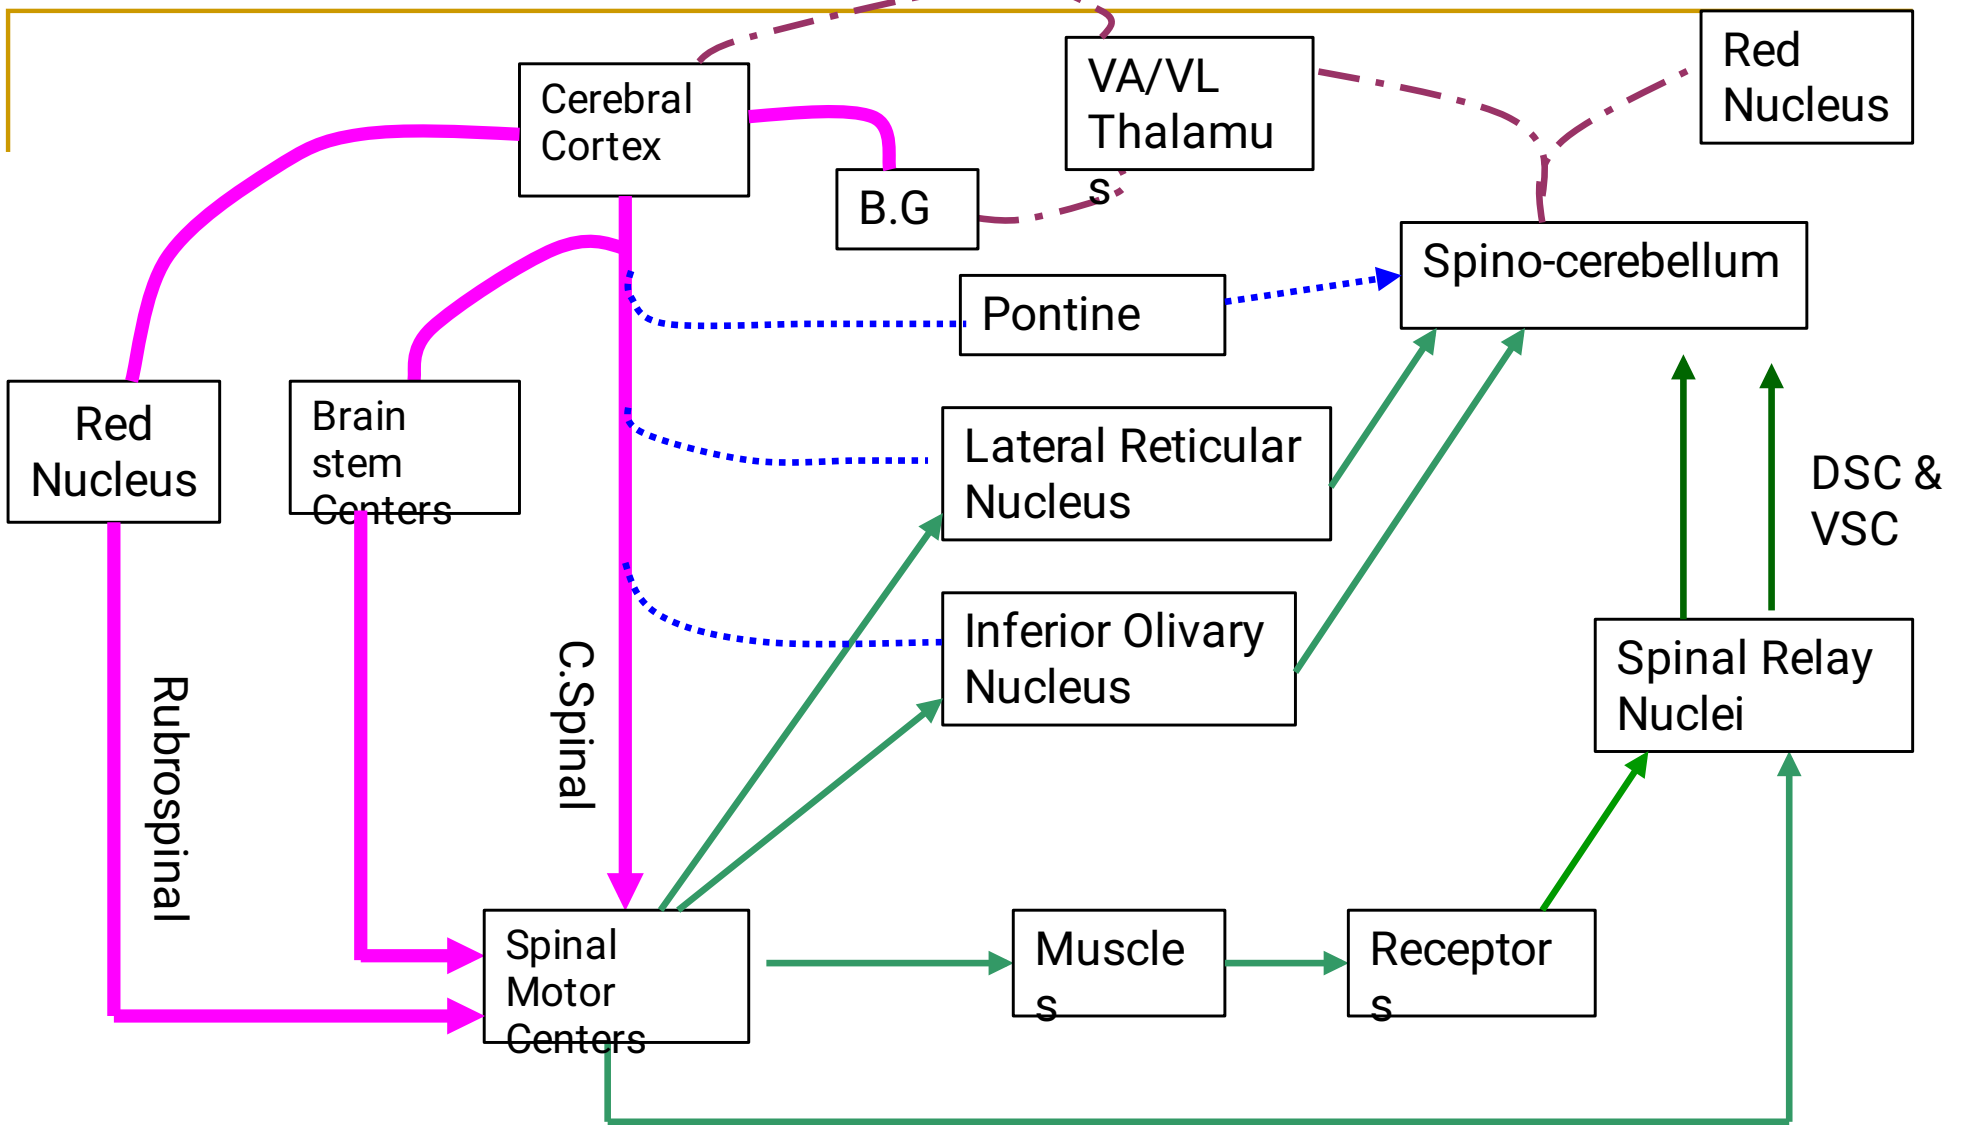 Cerebral
Cortex
VA/VL
Thalamu
s
Red
Nucleus
B.G
Spino-cerebellum
Pontine
Red
Nucleus
Brain
stem
Centers
Lateral Reticular
Nucleus
DSC &
VSC
Inferior Olivary
Nucleus
Spinal Relay
Nuclei
C.Spinal
Rubrospinal
Spinal
Motor
Centers
Muscle
s
Receptor
s